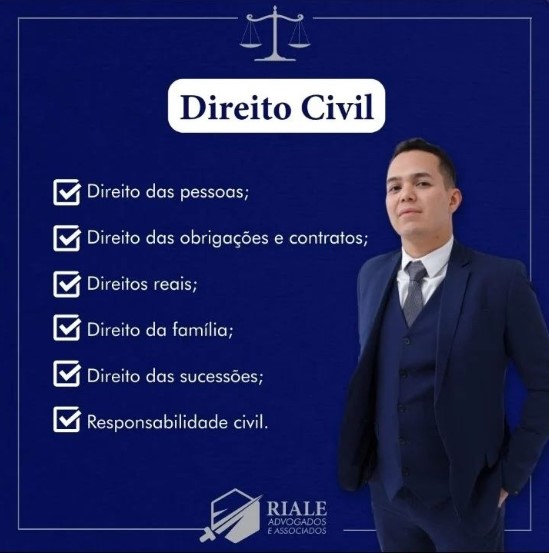 Direito Civil
Direito das pessoas;
Direito das obrigações e contratos;
Direitos reais;
Direito da família;
Direito das sucessões;
Responsabilidade civil.
RIALE
ADVOGADOS
E ASSOCIADOS